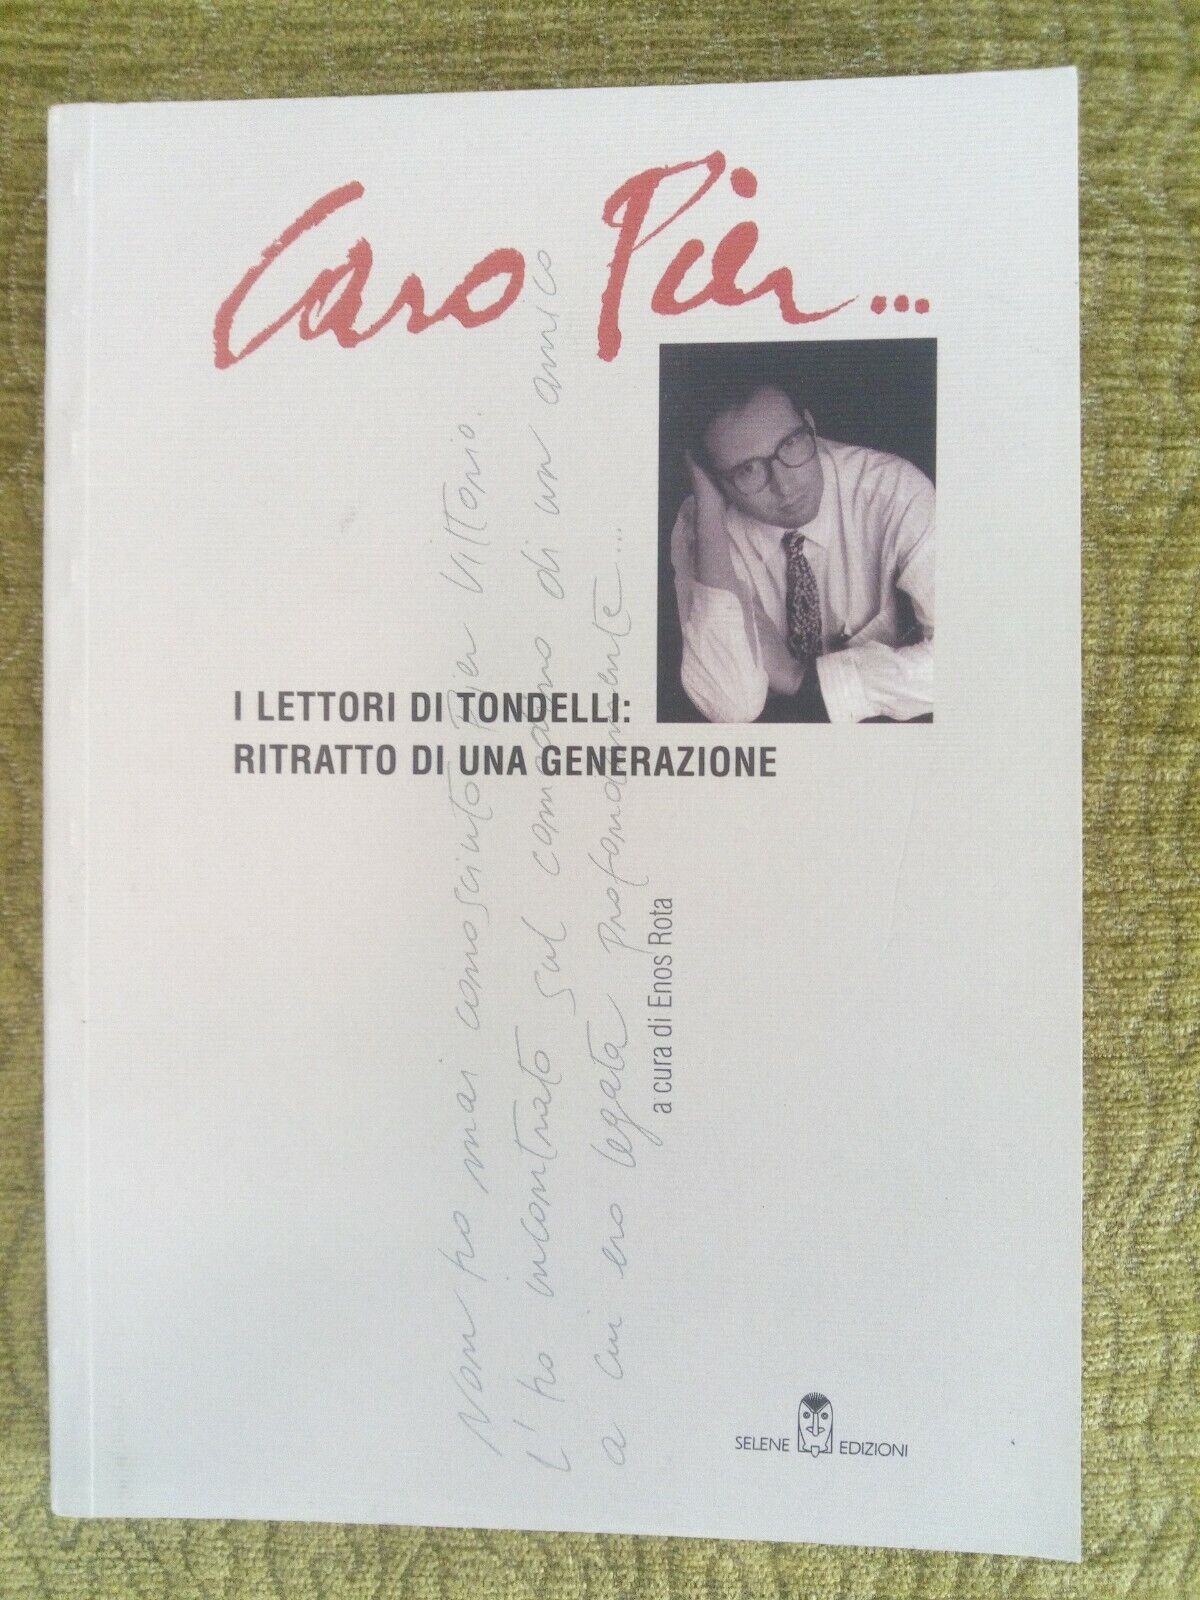 Caro Pier...
I LETTORI DI TONDELLI:
RITRATTO DI UNA GENERAZIONE
a cura di Enos Rota
Non ho mai conosciuto Pier Vittorio.
L'ho incontrato sul comodino di un amico
a cui ero legata profondamente...
SELENE EDIZIONI